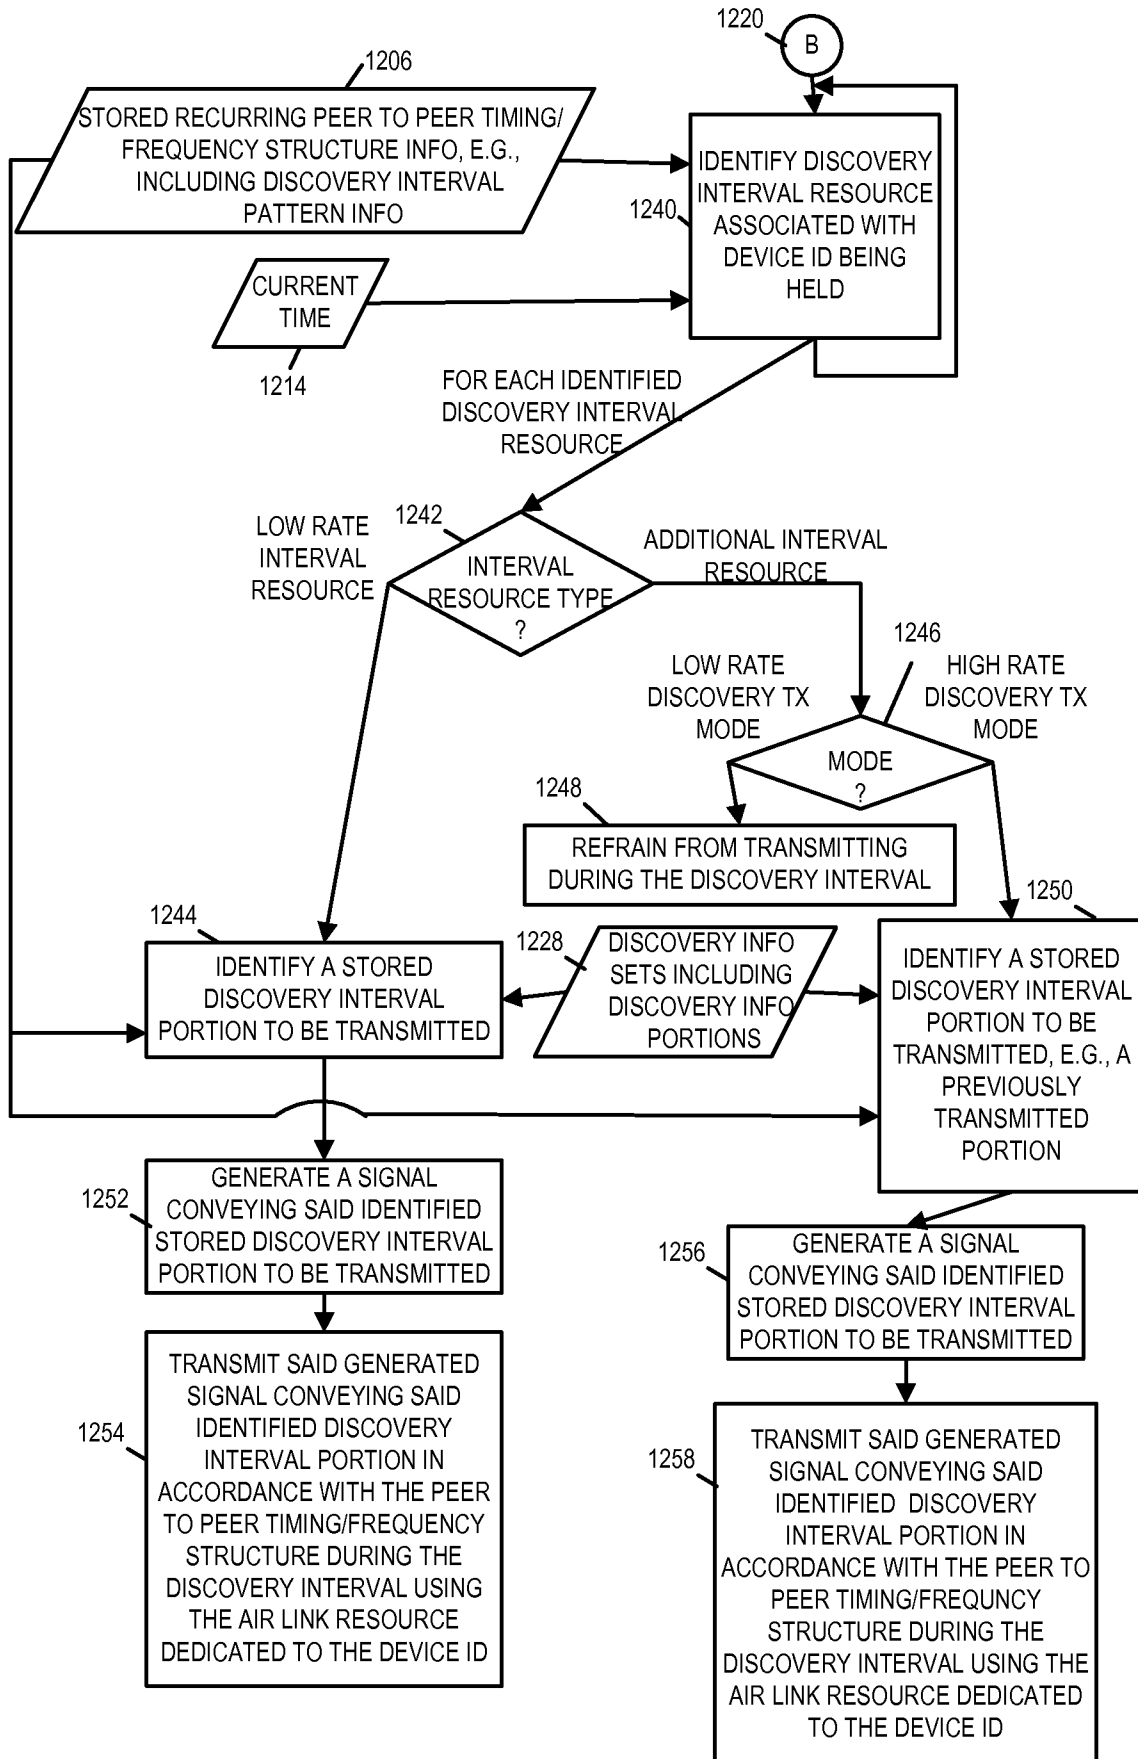 1220
B
1206
STORED RECURRING PEER TO PEER TIMING/
FREQUENCY STRUCTURE INFO, E.G.,
INCLUDING DISCOVERY INTERVAL
PATTERN INFO
1240
IDENTIFY DISCOVERY
INTERVAL RESOURCE
ASSOCIATED WITH
DEVICE ID BEING
HELD
CURRENT
TIME
1214
FOR EACH IDENTIFIED
DISCOVERY INTERVAL
RESOURCE
LOW RATE
INTERVAL
RESOURCE
1242
INTERVAL
RESOURCE TYPE
?
ADDITIONAL INTERVAL
RESOURCE
1246
LOW RATE
DISCOVERY TX
MODE
HIGH RATE
DISCOVERY TX
MODE
MODE
?
1248
REFRAIN FROM TRANSMITTING
DURING THE DISCOVERY INTERVAL
1244
IDENTIFY A STORED
DISCOVERY INTERVAL
PORTION TO BE TRANSMITTED
1228
DISCOVERY INFO
SETS INCLUDING
DISCOVERY INFO
PORTIONS
1250
IDENTIFY A STORED
DISCOVERY INTERVAL
PORTION TO BE
TRANSMITTED, E.G., A
PREVIOUSLY
TRANSMITTED
PORTION
1252
GENERATE A SIGNAL
CONVEYING SAID IDENTIFIED
STORED DISCOVERY INTERVAL
PORTION TO BE TRANSMITTED
1256
GENERATE A SIGNAL
CONVEYING SAID IDENTIFIED
STORED DISCOVERY INTERVAL
PORTION TO BE TRANSMITTED
1254
TRANSMIT SAID GENERATED
SIGNAL CONVEYING SAID
IDENTIFIED DISCOVERY
INTERVAL PORTION IN
ACCORDANCE WITH THE PEER
TO PEER TIMING/FREQUENCY
STRUCTURE DURING THE
DISCOVERY INTERVAL USING
THE AIR LINK RESOURCE
DEDICATED TO THE DEVICE ID
1258
TRANSMIT SAID GENERATED
SIGNAL CONVEYING SAID
IDENTIFIED DISCOVERY
INTERVAL PORTION IN
ACCORDANCE WITH THE PEER TO
PEER TIMING/FREQUNCY
STRUCTURE DURING THE
DISCOVERY INTERVAL USING THE
AIR LINK RESOURCE DEDICATED
TO THE DEVICE ID